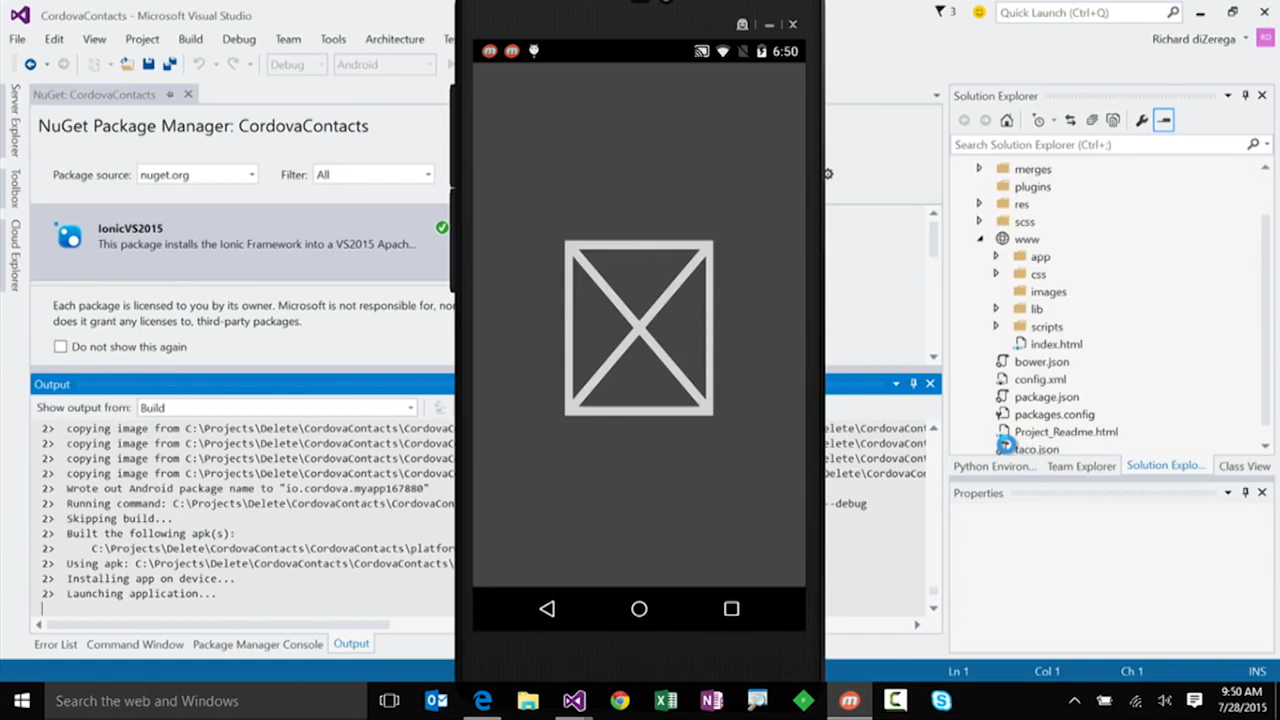 CordovaContacts - Microsoft Visual Studio
3
Quick Launch (Ctrl+Q)
File Edit View Project Build Debug Team Tools Architecture
Richard diZerega
RD
Debug
Android
6:50
Server Explorer
Toolbox
Cloud Explorer
NuGet: CordovaContacts
NuGet Package Manager: CordovaContacts
Package source: nuget.org
Filter: All
IonicVS2015
This package installs the Ionic Framework into a VS2015 Apach...
Each package is licensed to you by its owner. Microsoft is not responsible for, nor
does it grant any licenses to, third-party packages.
Do not show this again
Output
Show output from: Build
2> copying image from C:\Projects\Delete\CordovaContacts\CordovaC
2> copying image from C:\Projects\Delete\CordovaContacts\CordovaC
2> copying image from C:\Projects\Delete\CordovaContacts\CordovaC
2> copying image from C:\Projects\Delete\CordovaContacts\CordovaC
2> Wrote out Android package name to "io.cordova.myapp167880"
2> Running command: C:\Projects\Delete\CordovaContacts\CordovaCont
--debug
2> Skipping build...
2> Built the following apk(s):
2> C:\Projects\Delete\CordovaContacts\CordovaContacts\platfor
2> Using apk: C:\Projects\Delete\CordovaContacts\CordovaContacts\
2> Installing app on device...
2> Launching application...
Error List Command Window Package Manager Console Output
Solution Explorer
Search Solution Explorer (Ctrl+;)
merges
plugins
res
scss
www
app
css
images
lib
scripts
index.html
bower.json
config.xml
package.json
packages.config
Project_Readme.html
taco.json
Python Environ... Team Explorer Solution Explo... Class View
Properties
Ln 1 Col 1 Ch 1 INS
Search the web and Windows
9:50 AM
7/28/2015